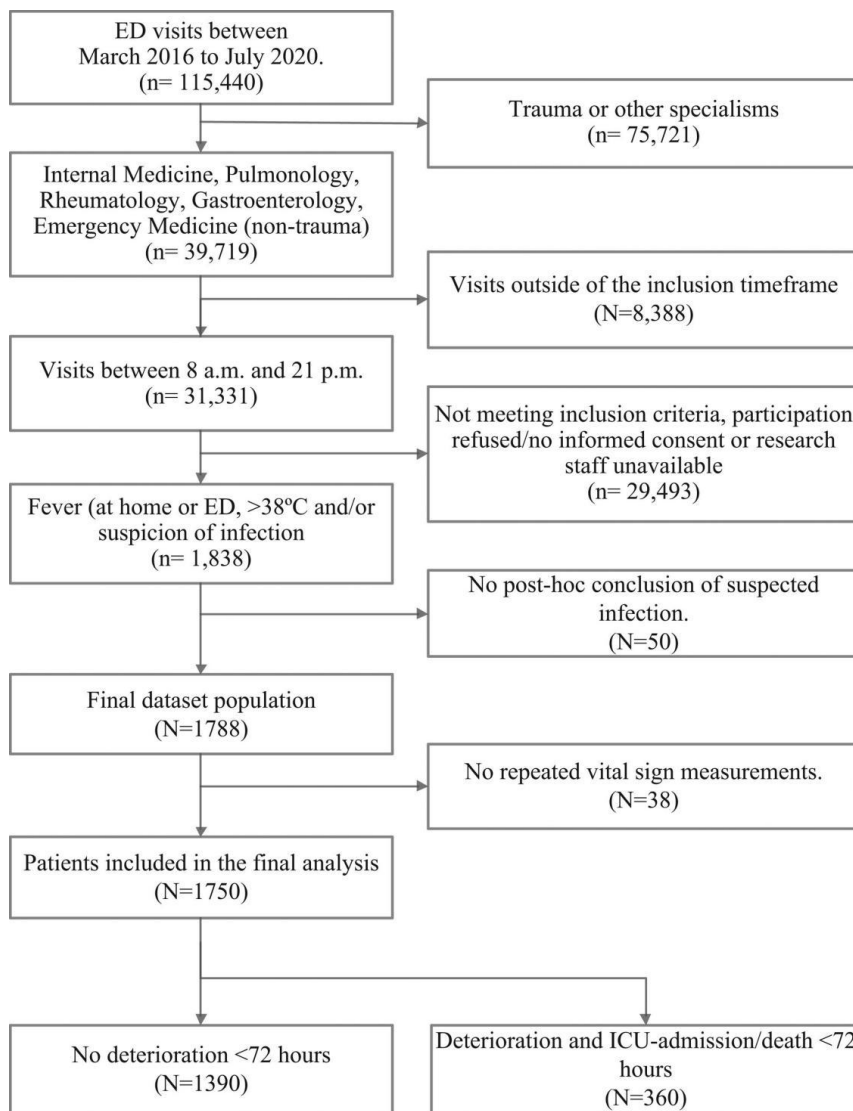 ED visits between
March 2016 to July 2020.
(n= 115,440)
Trauma or other specialisms
(n= 75,721)
Internal Medicine, Pulmonology,
Rheumatology, Gastroenterology,
Emergency Medicine (non-trauma)
(n= 39,719)
Visits outside of the inclusion timeframe
(N=8,388)
Visits between 8 a.m. and 21 p.m.
(n= 31,331)
Not meeting inclusion criteria, participation
refused/no informed consent or research
staff unavailable
(n= 29,493)
Fever (at home or ED, >38ºC and/or
suspicion of infection
(n= 1,838)
No post-hoc conclusion of suspected
infection.
(N=50)
Final dataset population
(N=1788)
No repeated vital sign measurements.
(N=38)
Patients included in the final analysis
(N=1750)
No deterioration <72 hours
(N=1390)
Deterioration and ICU-admission/death <72
hours
(N=360)